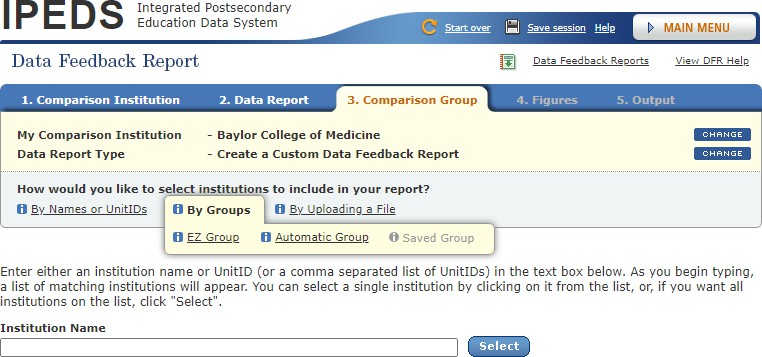 IPEDS Integrated Postsecondary
Education Data System
Start over Save session Help MAIN MENU
Data Feedback Report
Data Feedback Reports View DFR Help
1. Comparison Institution 2. Data Report 3. Comparison Group 4. Figures 5. Output
My Comparison Institution - Baylor College of Medicine CHANGE
Data Report Type - Create a Custom Data Feedback Report CHANGE
How would you like to select institutions to include in your report?
By Names or UnitIDs By Groups By Uploading a File
EZ Group Automatic Group Saved Group
Enter either an institution name or UnitID (or a comma separated list of UnitIDs) in the text box below. As you begin typing,
a list of matching institutions will appear. You can select a single institution by clicking on it from the list, or, if you want all
institutions on the list, click "Select".
Institution Name
Select